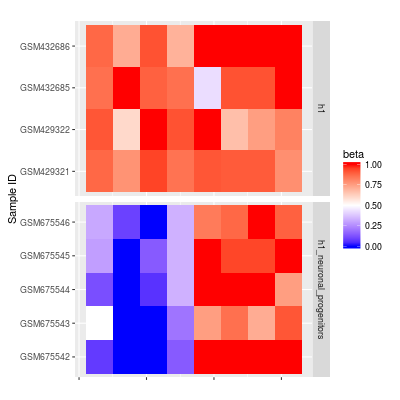 GSM432686
GSM432685
GSM429322
GSM429321
h1
Sample ID
GSM675546
GSM675545
GSM675544
GSM675543
GSM675542
h1_neuronal_progenitors
beta
1.00
0.75
0.50
0.25
0.00